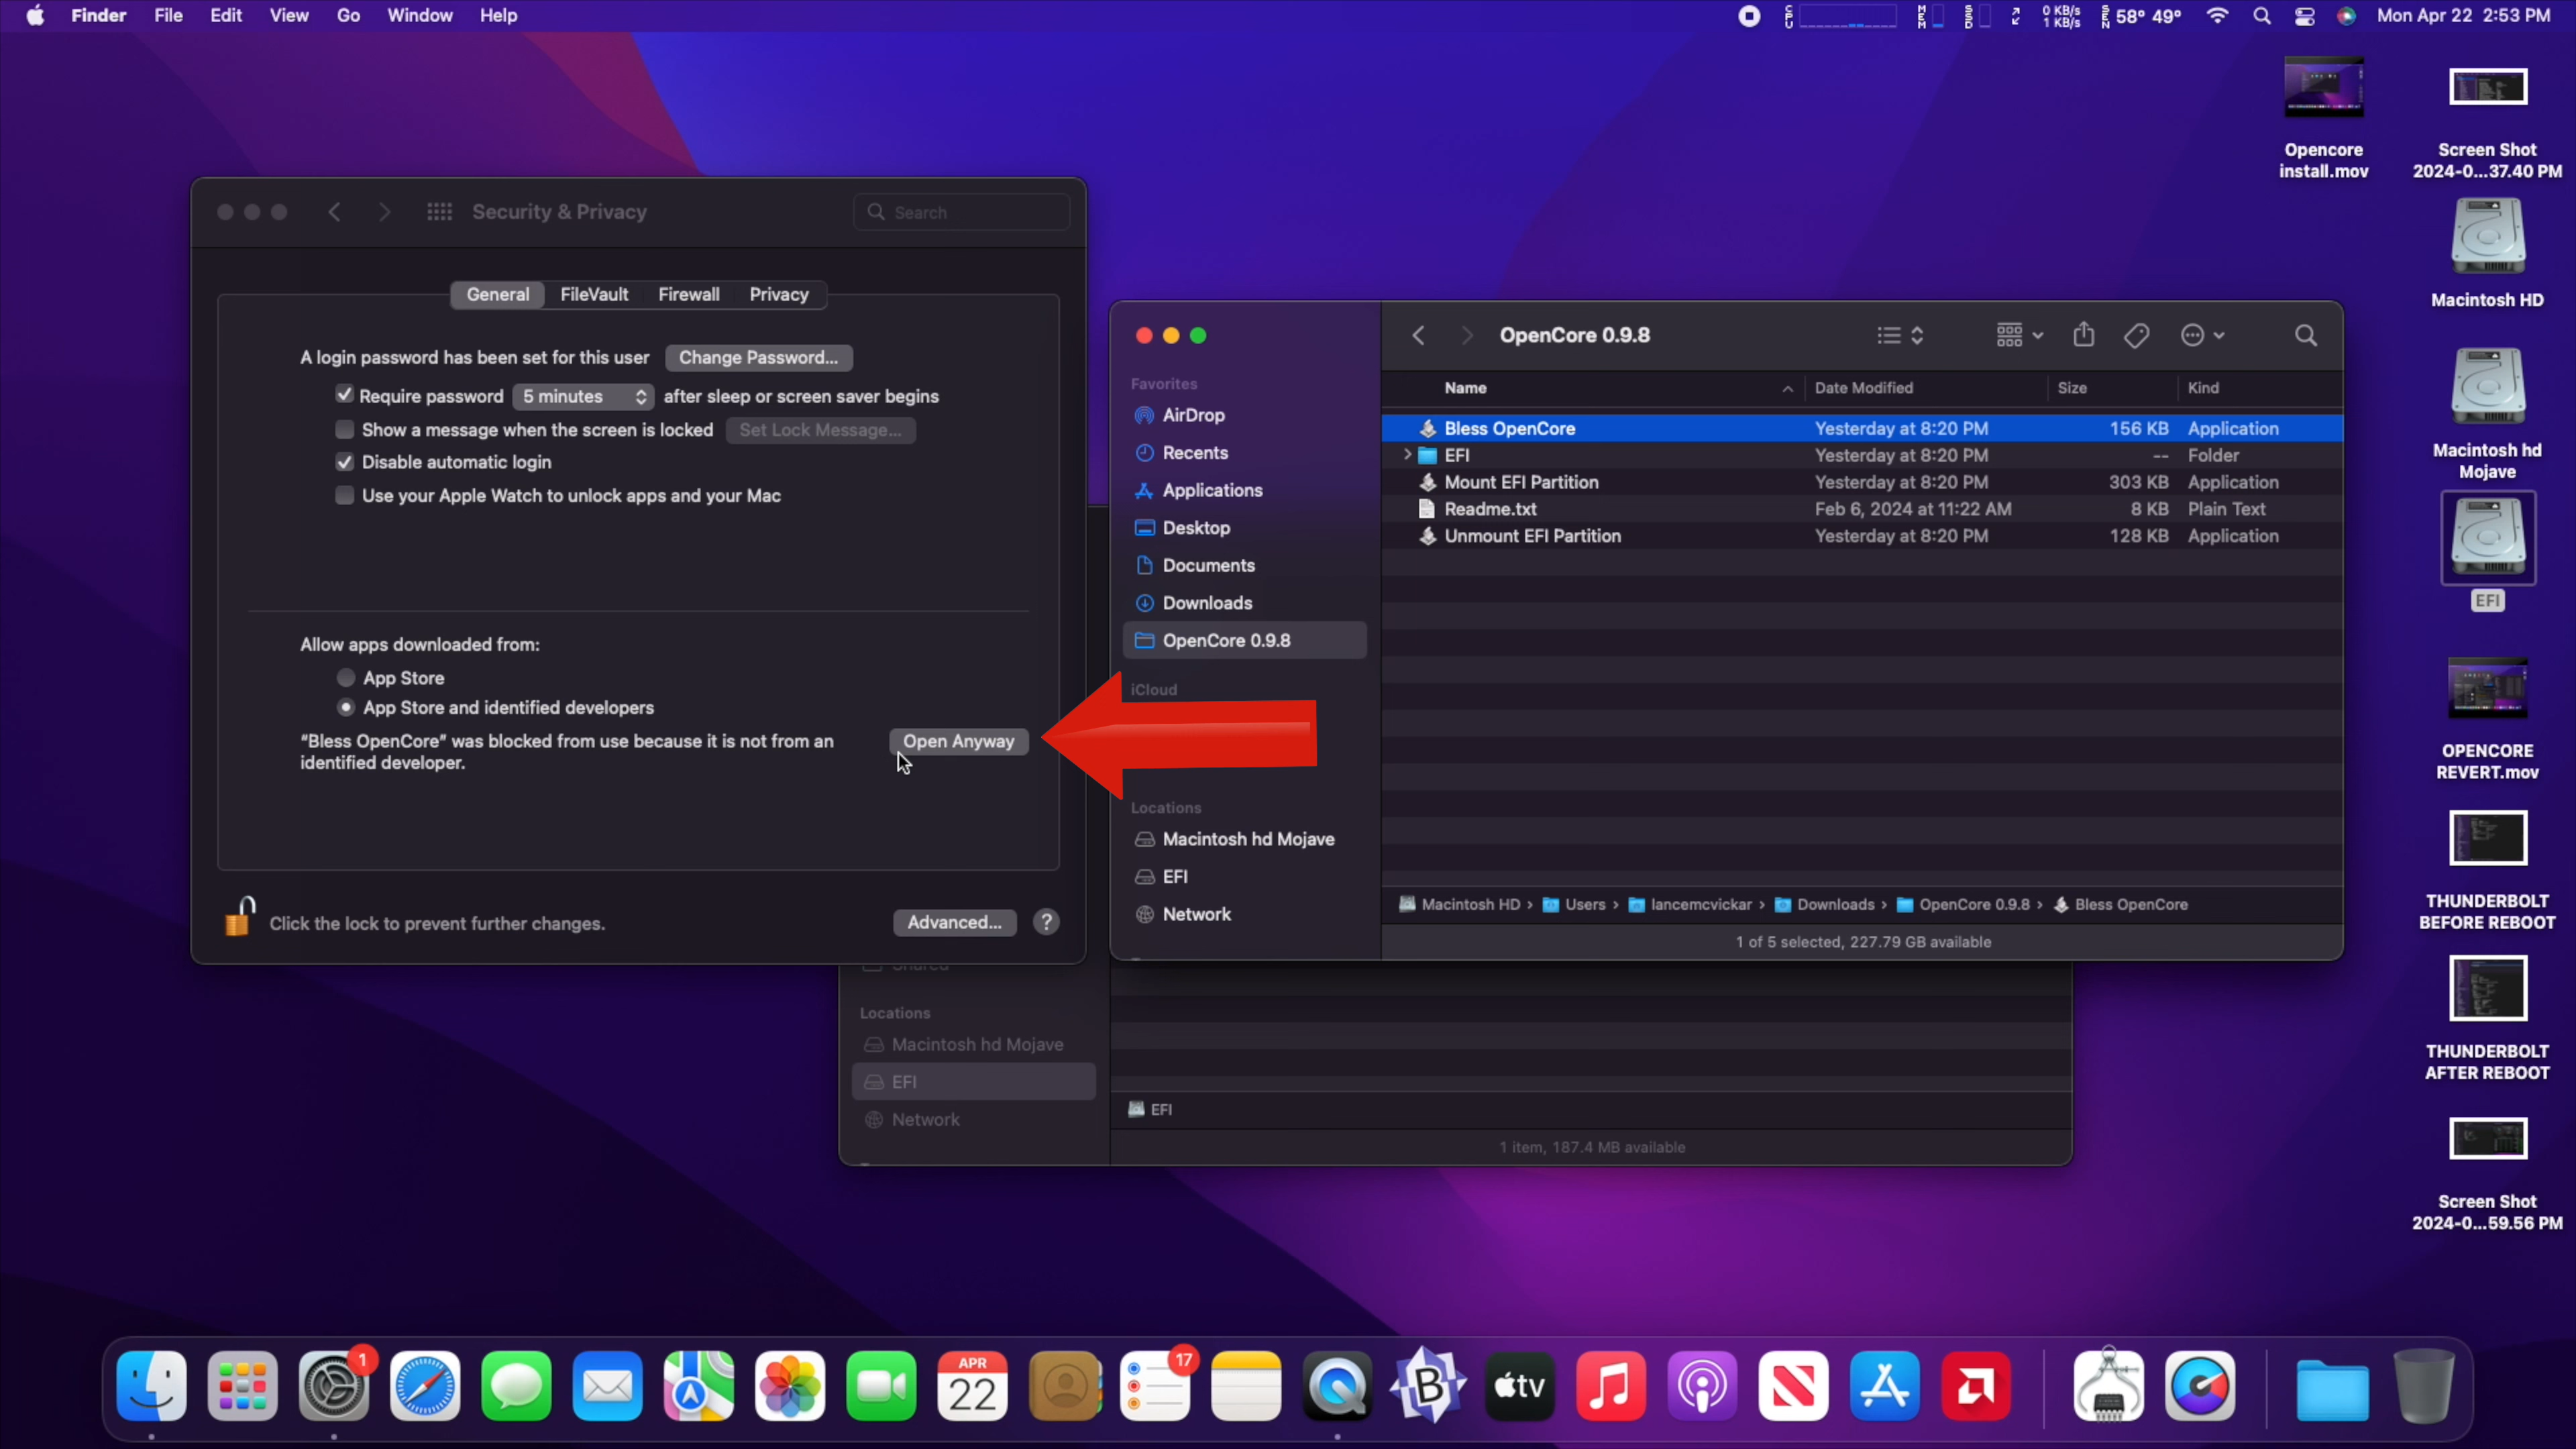 Finder File Edit View Go Window Help
CPU MEM SSD 0 KB/s 1 KB/s SEN 58° 49° Mon Apr 22 2:53 PM
Security & Privacy
Search
General FileVault Firewall Privacy
A login password has been set for this user Change Password...
Require password 5 minutes after sleep or screen saver begins
Show a message when the screen is locked Set Lock Message...
Disable automatic login
Use your Apple Watch to unlock apps and your Mac
Allow apps downloaded from:
App Store
App Store and identified developers
“Bless OpenCore” was blocked from use because it is not from an
identified developer.
Open Anyway
Click the lock to prevent further changes.
Advanced... ?
OpenCore 0.9.8
Favorites
AirDrop
Recents
Applications
Desktop
Documents
Downloads
OpenCore 0.9.8
iCloud
Locations
Macintosh hd Mojave
EFI
Network
Name Date Modified Size Kind
Bless OpenCore Yesterday at 8:20 PM 156 KB Application
EFI Yesterday at 8:20 PM -- Folder
Mount EFI Partition Yesterday at 8:20 PM 303 KB Application
Readme.txt Feb 6, 2024 at 11:22 AM 8 KB Plain Text
Unmount EFI Partition Yesterday at 8:20 PM 128 KB Application
Macintosh HD › Users › lancemcvickar › Downloads › OpenCore 0.9.8 › Bless OpenCore
1 of 5 selected, 227.79 GB available
Shared
Locations
Macintosh hd Mojave
EFI
Network
EFI
1 item, 187.4 MB available
Opencore
install.mov
Screen Shot
2024-0...37.40 PM
Macintosh HD
Macintosh hd
Mojave
EFI
OPENCORE
REVERT.mov
THUNDERBOLT
BEFORE REBOOT
THUNDERBOLT
AFTER REBOOT
Screen Shot
2024-0...59.56 PM
1
APR
22
17
B
tv